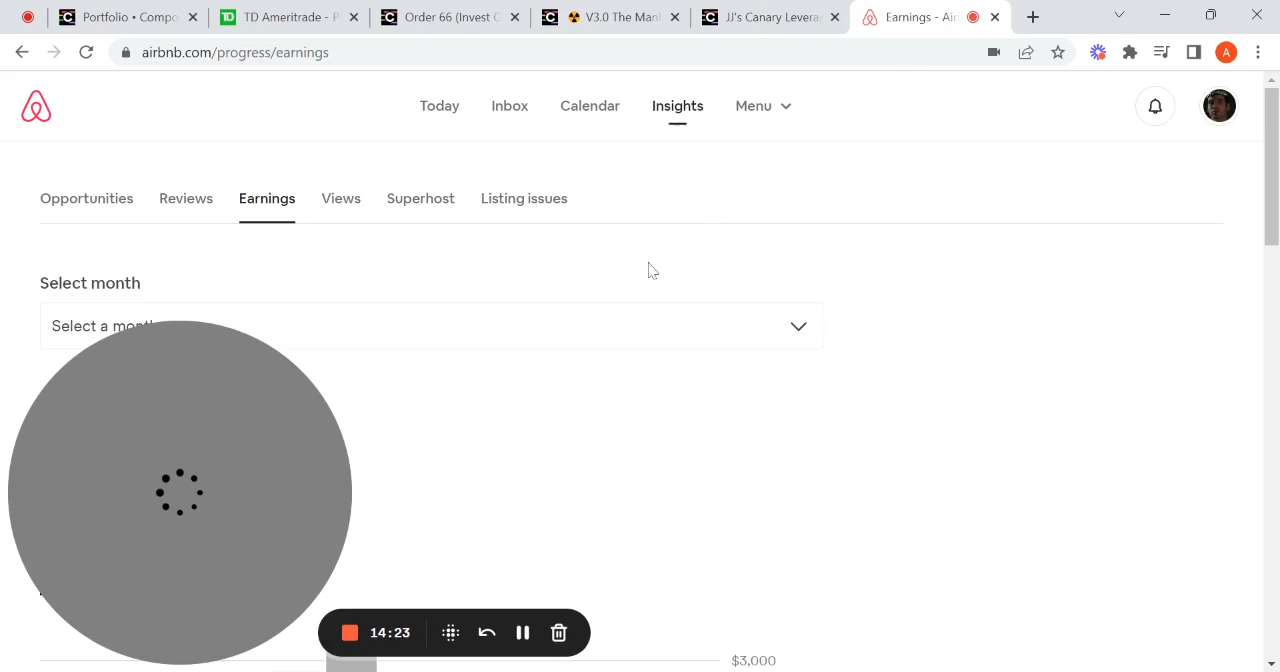 Portfolio • Compo
TD Ameritrade - P
Order 66 (Invest C
V3.0 The Manh
JJ's Canary Levera
Earnings - Air
airbnb.com/progress/earnings
A
Today
Inbox
Calendar
Insights
Menu
Opportunities
Reviews
Earnings
Views
Superhost
Listing issues
Select month
Select a month
14:23
$3,000